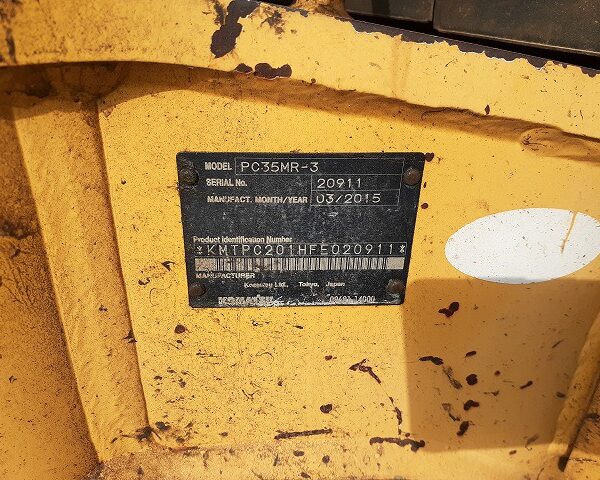 MODEL PC35MR-3
SERIAL No. 20911
MANUFACT. MONTH/YEAR 03/2015
Product Identification Number
*KMTPC201HFE020911*
MANUFACTURER
Komatsu Ltd., Tokyo, Japan
KOMATSU